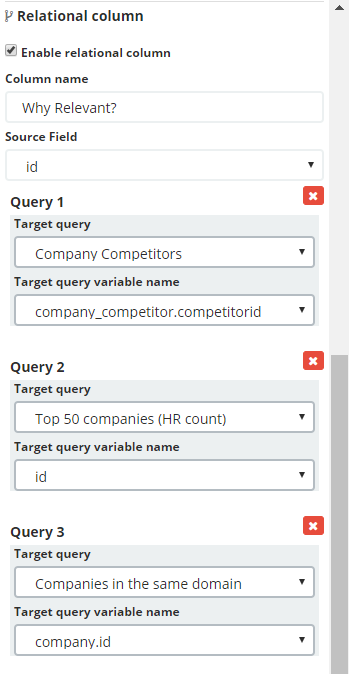 Relational column
Enable relational column
Column name
Why Relevant?
Source Field
id
Query 1
Target query
Company Competitors
Target query variable name
company_competitor.competitorid
Query 2
Target query
Top 50 companies (HR count)
Target query variable name
id
Query 3
Target query
Companies in the same domain
Target query variable name
company.id